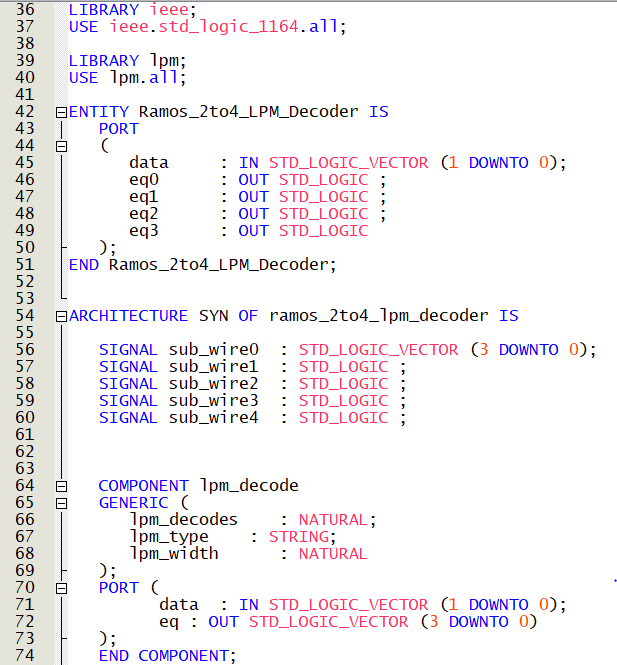 36 LIBRARY ieee;
37 USE ieee.std_logic_1164.all;
38
39 LIBRARY lpm;
40 USE lpm.all;
41
42 ENTITY Ramos_2to4_LPM_Decoder IS
43 PORT
44 (
45 data : IN STD_LOGIC_VECTOR (1 DOWNTO 0);
46 eq0 : OUT STD_LOGIC ;
47 eq1 : OUT STD_LOGIC ;
48 eq2 : OUT STD_LOGIC ;
49 eq3 : OUT STD_LOGIC
50 );
51 END Ramos_2to4_LPM_Decoder;
52
53
54 ARCHITECTURE SYN OF ramos_2to4_lpm_decoder IS
55
56 SIGNAL sub_wire0 : STD_LOGIC_VECTOR (3 DOWNTO 0);
57 SIGNAL sub_wire1 : STD_LOGIC ;
58 SIGNAL sub_wire2 : STD_LOGIC ;
59 SIGNAL sub_wire3 : STD_LOGIC ;
60 SIGNAL sub_wire4 : STD_LOGIC ;
61
62
63
64 COMPONENT lpm_decode
65 GENERIC (
66 lpm_decodes : NATURAL;
67 lpm_type : STRING;
68 lpm_width : NATURAL
69 );
70 PORT (
71 data : IN STD_LOGIC_VECTOR (1 DOWNTO 0);
72 eq : OUT STD_LOGIC_VECTOR (3 DOWNTO 0)
73 );
74 END COMPONENT;